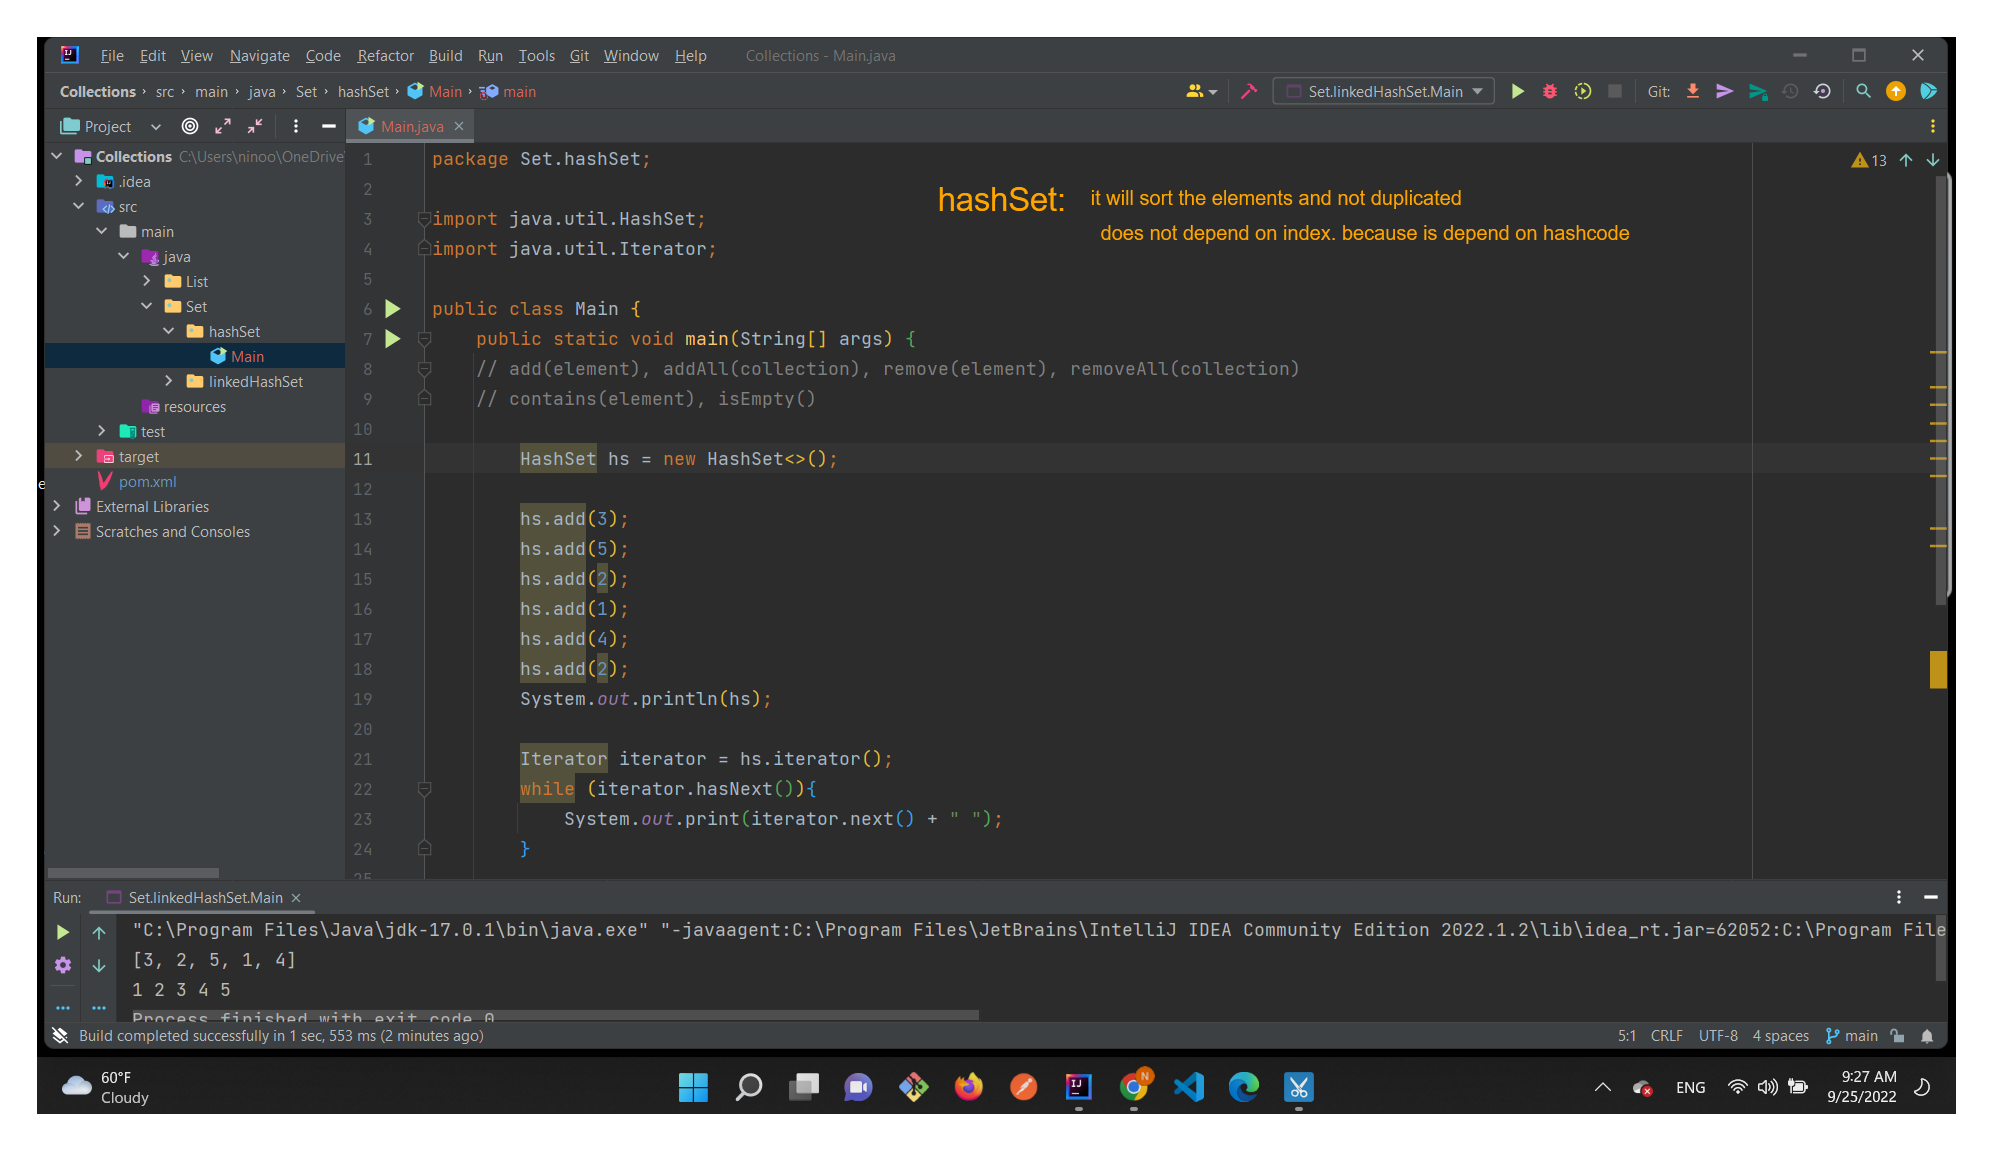 File Edit View Navigate Code Refactor Build Run Tools Git Window Help Collections - Main.java
Collections › src › main › java › Set › hashSet › Main › main Set.linkedHashSet.Main Git:
Project Main.java
Collections C:\Users\ninoo\OneDrive
.idea
src
main
java
List
Set
hashSet
Main
linkedHashSet
resources
test
target
pom.xml
External Libraries
Scratches and Consoles
13
hashSet: it will sort the elements and not duplicated
does not depend on index. because is depend on hashcode
1 package Set.hashSet;
2
3 import java.util.HashSet;
4 import java.util.Iterator;
5
6 public class Main {
7 public static void main(String[] args) {
8 // add(element), addAll(collection), remove(element), removeAll(collection)
9 // contains(element), isEmpty()
10
11 HashSet hs = new HashSet<>();
12
13 hs.add(3);
14 hs.add(5);
15 hs.add(2);
16 hs.add(1);
17 hs.add(4);
18 hs.add(2);
19 System.out.println(hs);
20
21 Iterator iterator = hs.iterator();
22 while (iterator.hasNext()){
23 System.out.print(iterator.next() + " ");
24 }
25
Run: Set.linkedHashSet.Main
"C:\Program Files\Java\jdk-17.0.1\bin\java.exe" "-javaagent:C:\Program Files\JetBrains\IntelliJ IDEA Community Edition 2022.1.2\lib\idea_rt.jar=62052:C:\Program File
[3, 2, 5, 1, 4]
1 2 3 4 5
Process finished with exit code 0
Build completed successfully in 1 sec, 553 ms (2 minutes ago) 5:1 CRLF UTF-8 4 spaces main
60°F
Cloudy
ENG
9:27 AM
9/25/2022